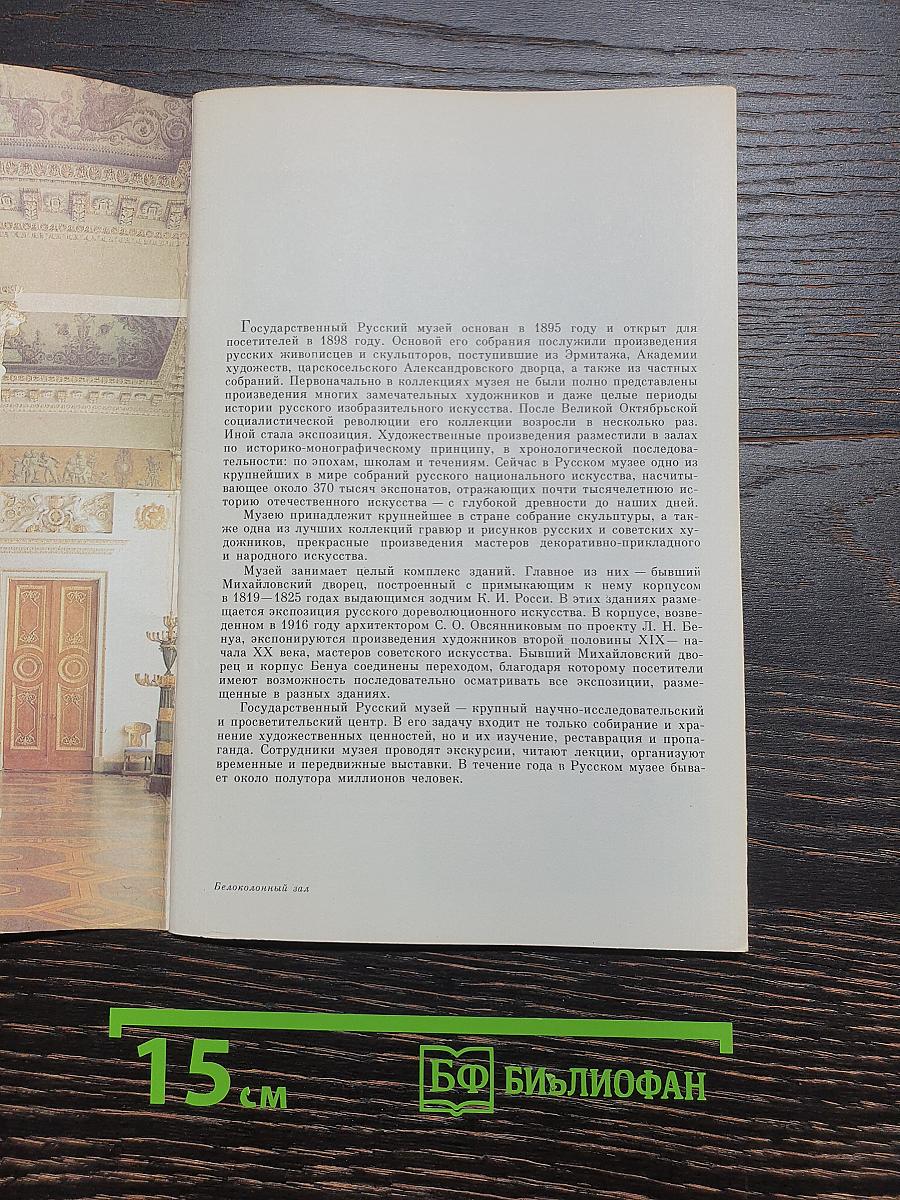 Государственный Русский музей основан в 1895 году и открыт для
посетителей в 1898 году. Основой его собрания послужили произведения
русских живописцев и скульпторов, поступившие из Эрмитажа, Академии
художеств, царскосельского Александровского дворца, а также из частных
собраний. Первоначально в коллекциях музея не были полно представлены
произведения многих замечательных художников и даже целые периоды
истории русского изобразительного искусства. После Великой Октябрьской
социалистической революции его коллекции возросли в несколько раз.
Иной стала экспозиция. Художественные произведения разместили в залах
по историко-монографическому принципу, в хронологической последова-
тельности: по эпохам, школам и течениям. Сейчас в Русском музее одно из
крупнейших в мире собраний русского национального искусства, насчиты-
вающее около 370 тысяч экспонатов, отражающих почти тысячелетнюю ис-
торию отечественного искусства — с глубокой древности до наших дней.
Музею принадлежит крупнейшее в стране собрание скульптуры, а так-
же одна из лучших коллекций гравюр и рисунков русских и советских ху-
дожников, прекрасные произведения мастеров декоративно-прикладного
и народного искусства.
Музей занимает целый комплекс зданий. Главное из них — бывший
Михайловский дворец, построенный с примыкающим к нему корпусом
в 1819—1825 годах выдающимся зодчим К. И. Росси. В этих зданиях разме-
щается экспозиция русского дореволюционного искусства. В корпусе, возве-
денном в 1916 году архитектором С. О. Овсянниковым по проекту Л. Н. Бе-
нуа, экспонируются произведения художников второй половины XIX— на-
чала XX века, мастеров советского искусства. Бывший Михайловский дво-
рец и корпус Бенуа соединены переходом, благодаря которому посетители
имеют возможность последовательно осматривать все экспозиции, разме-
щенные в разных зданиях.
Государственный Русский музей — крупный научно-исследовательский
и просветительский центр. В его задачу входит не только собирание и хра-
нение художественных ценностей, но и их изучение, реставрация и пропа-
ганда. Сотрудники музея проводят экскурсии, читают лекции, организуют
временные и передвижные выставки. В течение года в Русском музее быва-
ет около полутора миллионов человек.
Белоколонный зал
15 см
БФ БИБЛИОФАН